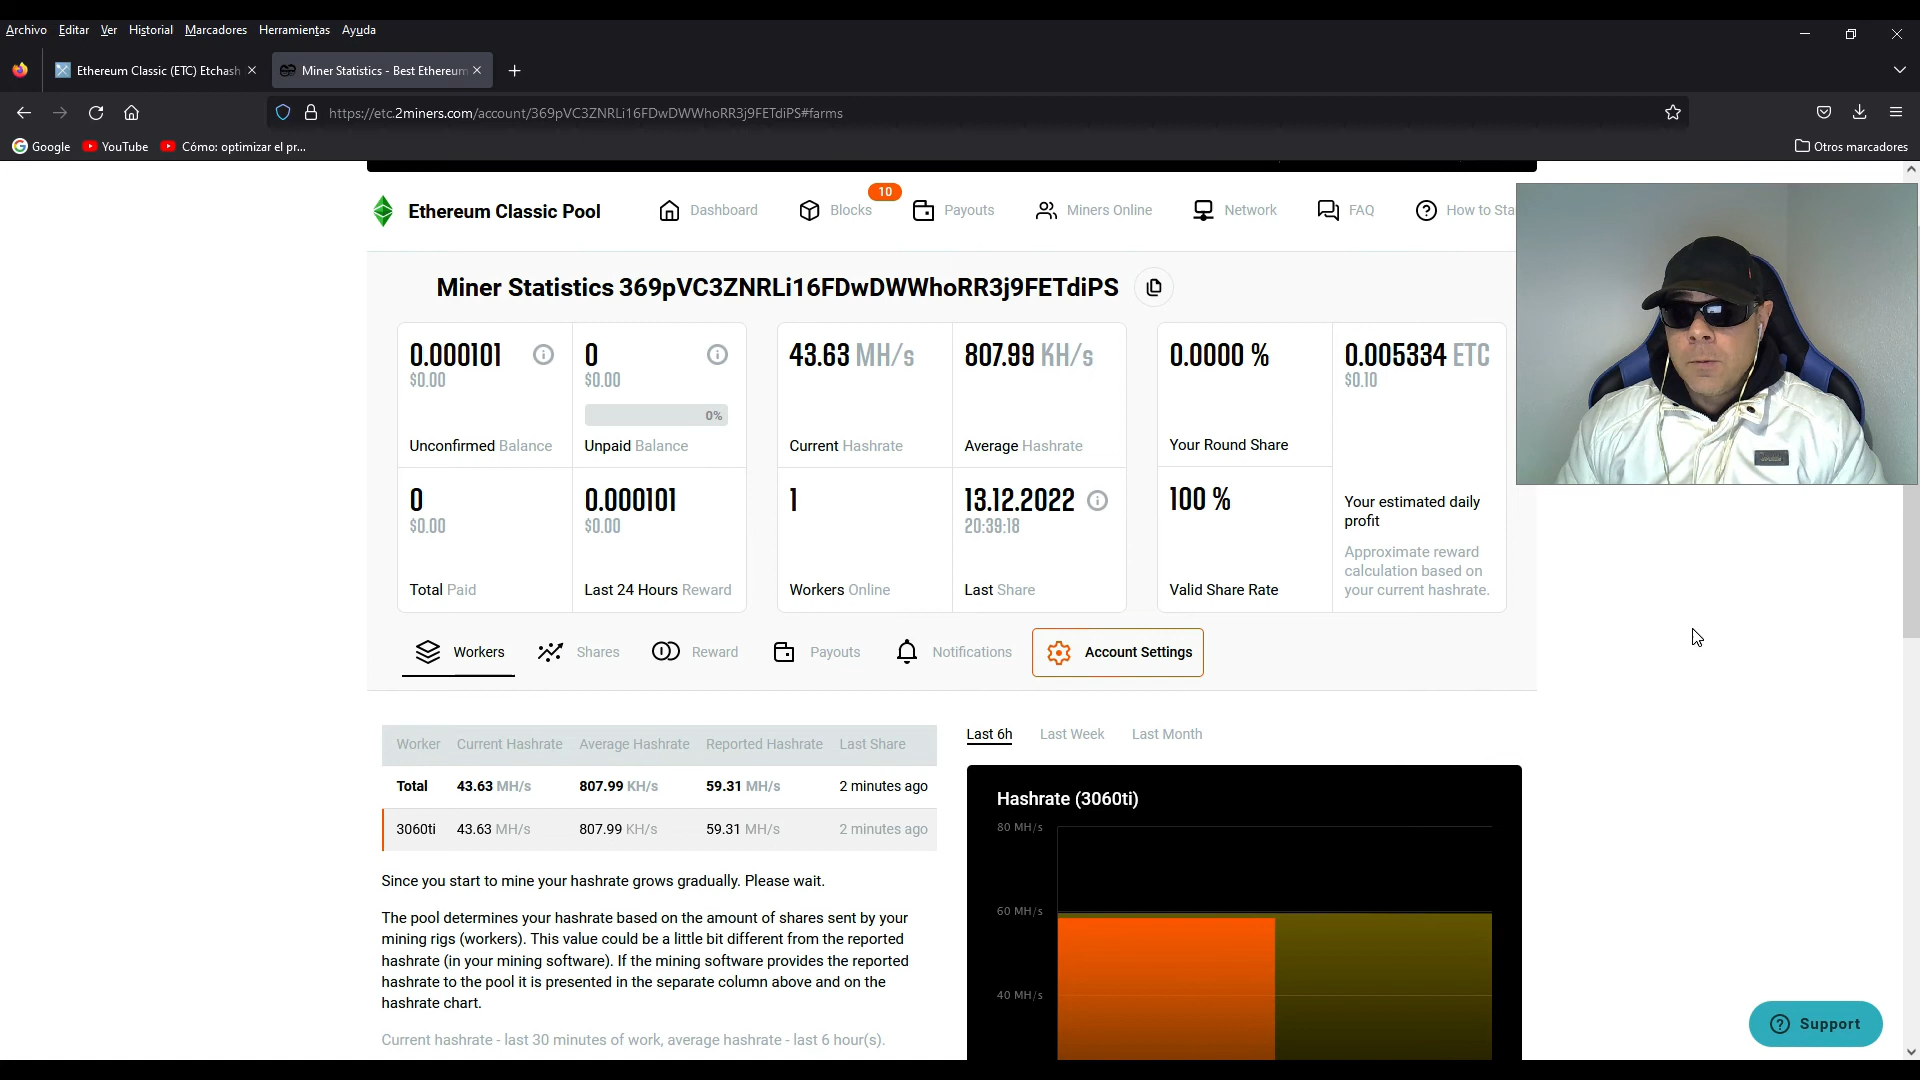 Archivo Editar Ver Historial Marcadores Herramientas Ayuda
Ethereum Classic (ETC) Etchash
Miner Statistics - Best Ethereum
https://etc.2miners.com/account/369pVC3ZNRLi16FDwDWWhoRR3j9FETdiPS#farms
Google YouTube Cómo: optimizar el pr... Otros marcadores
10
Ethereum Classic Pool Dashboard Blocks Payouts Miners Online Network FAQ How to Sta
Miner Statistics 369pVC3ZNRLi16FDwDWWhoRR3j9FETdiPS
0.000101 0 43.63 MH/s 807.99 KH/s 0.0000 % 0.005334 ETC
$0.00 $0.00 $0.10
0%
Unconfirmed Balance Unpaid Balance Current Hashrate Average Hashrate Your Round Share
0 0.000101 1 13.12.2022 100 % Your estimated daily
$0.00 $0.00 20:39:18 profit
Approximate reward
calculation based on
Total Paid Last 24 Hours Reward Workers Online Last Share Valid Share Rate your current hashrate.
Workers Shares Reward Payouts Notifications Account Settings
Worker Current Hashrate Average Hashrate Reported Hashrate Last Share
Total 43.63 MH/s 807.99 KH/s 59.31 MH/s 2 minutes ago
3060ti 43.63 MH/s 807.99 KH/s 59.31 MH/s 2 minutes ago
Since you start to mine your hashrate grows gradually. Please wait.
The pool determines your hashrate based on the amount of shares sent by your
mining rigs (workers). This value could be a little bit different from the reported
hashrate (in your mining software). If the mining software provides the reported
hashrate to the pool it is presented in the separate column above and on the
hashrate chart.
Current hashrate - last 30 minutes of work, average hashrate - last 6 hour(s).
Last 6h Last Week Last Month
Hashrate (3060ti)
80 MH/s
60 MH/s
40 MH/s
Support